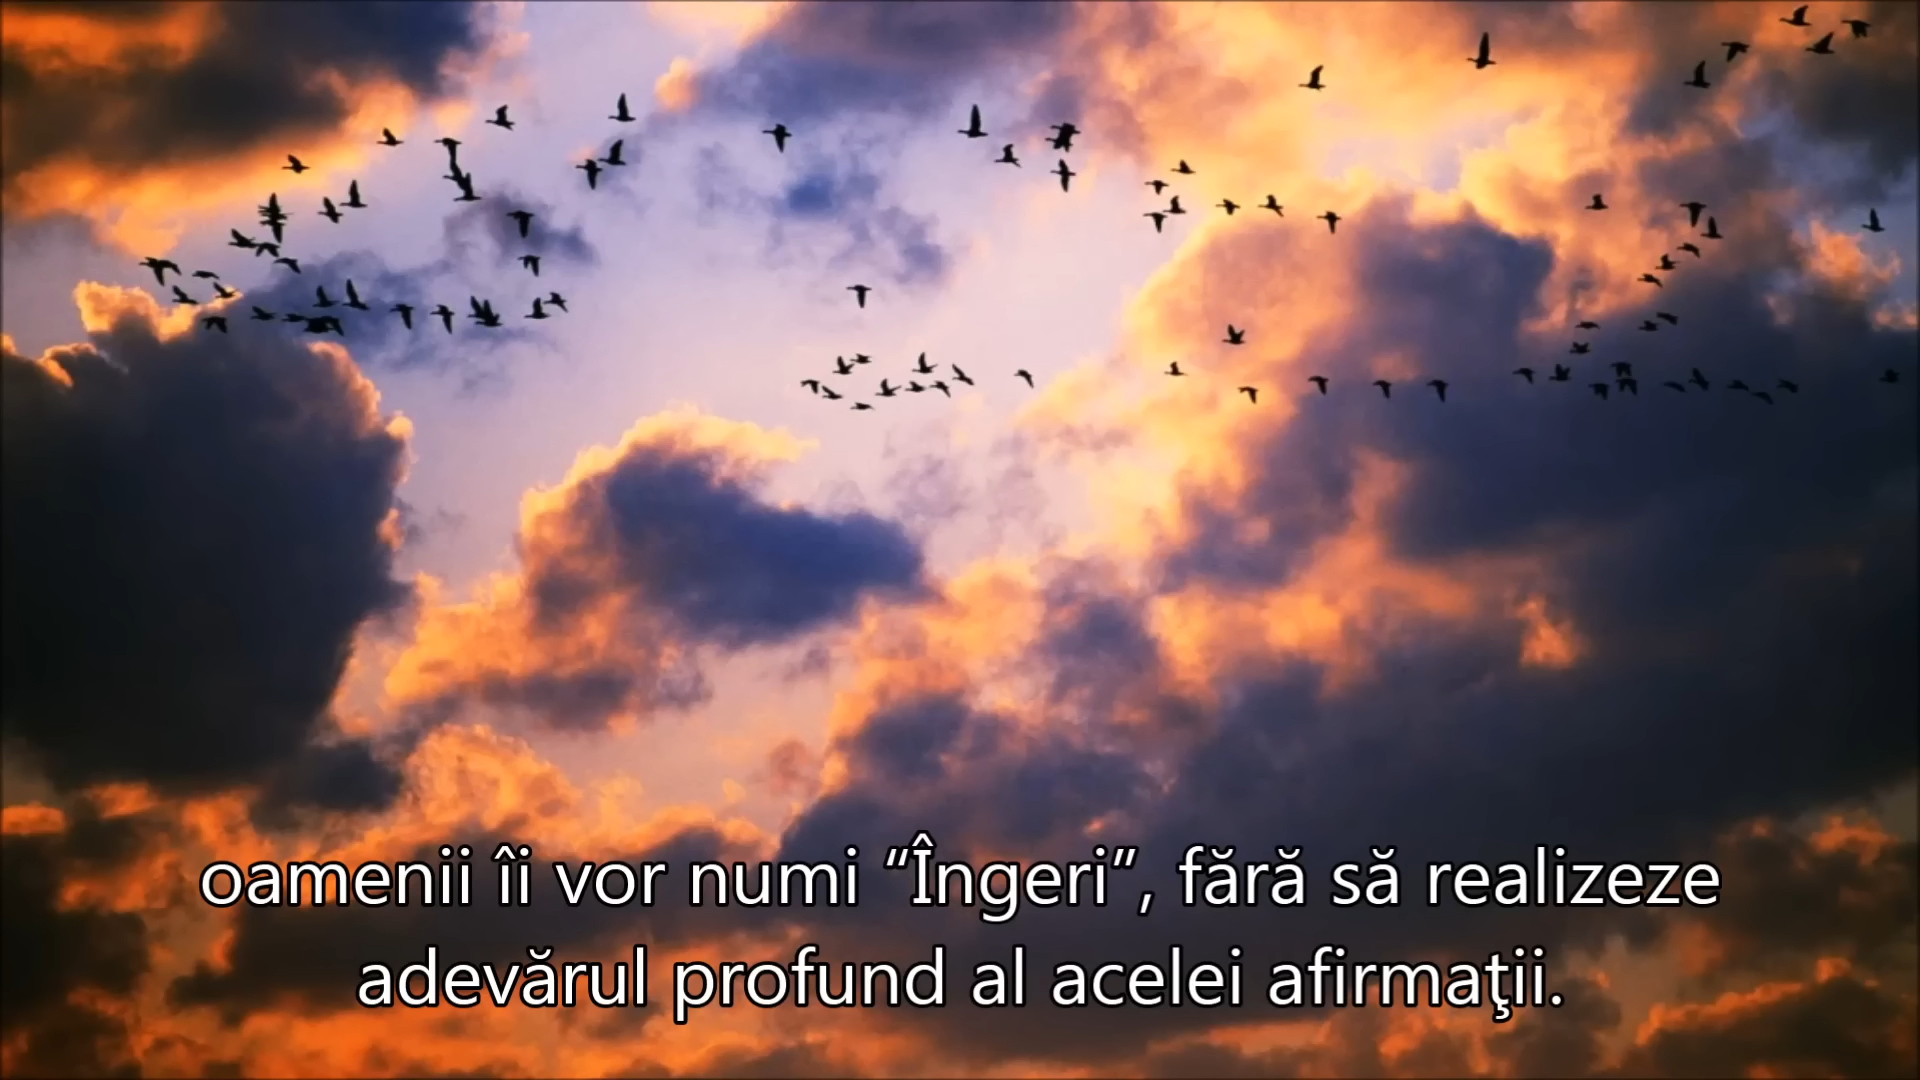 oamenii îi vor numi “Îngeri”, fără să realizeze
adevărul profund al acelei afirmaţii.